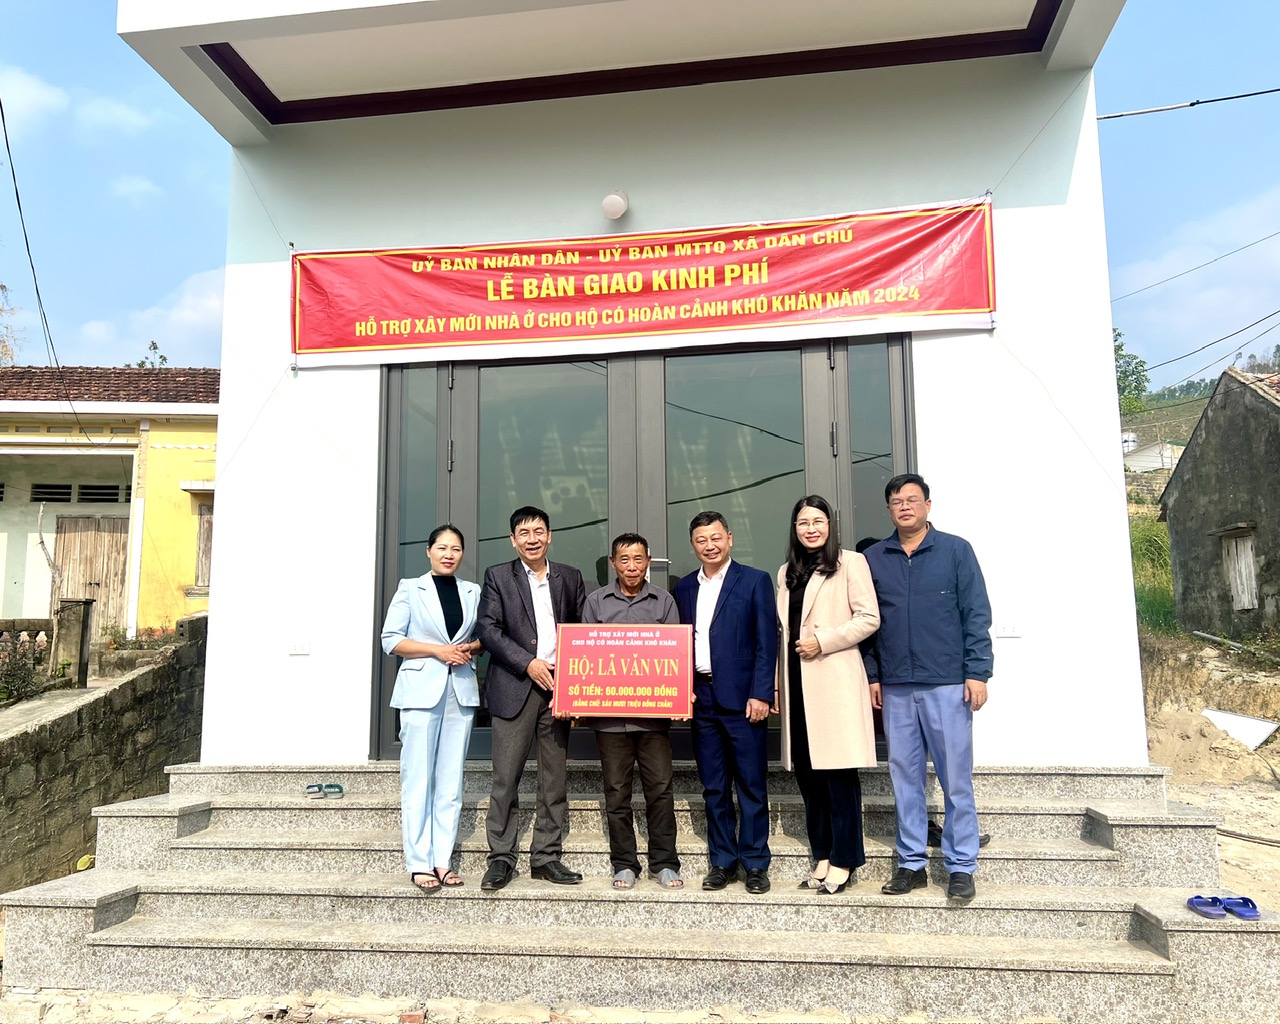 UỶ BAN NHÂN DÂN - UỶ BAN MTTQ XÃ DÂN CHỦ
LỄ BÀN GIAO KINH PHÍ
HỖ TRỢ XÂY MỚI NHÀ Ở CHO HỘ CÓ HOÀN CẢNH KHÓ KHĂN NĂM 2024
HỖ TRỢ XÂY MỚI NHÀ Ở
CHO HỘ CÓ HOÀN CẢNH KHÓ KHĂN
HỘ: LÃ VĂN VIN
SỐ TIỀN: 60.000.000 ĐỒNG
(BẰNG CHỮ: SÁU MƯƠI TRIỆU ĐỒNG CHẴN)